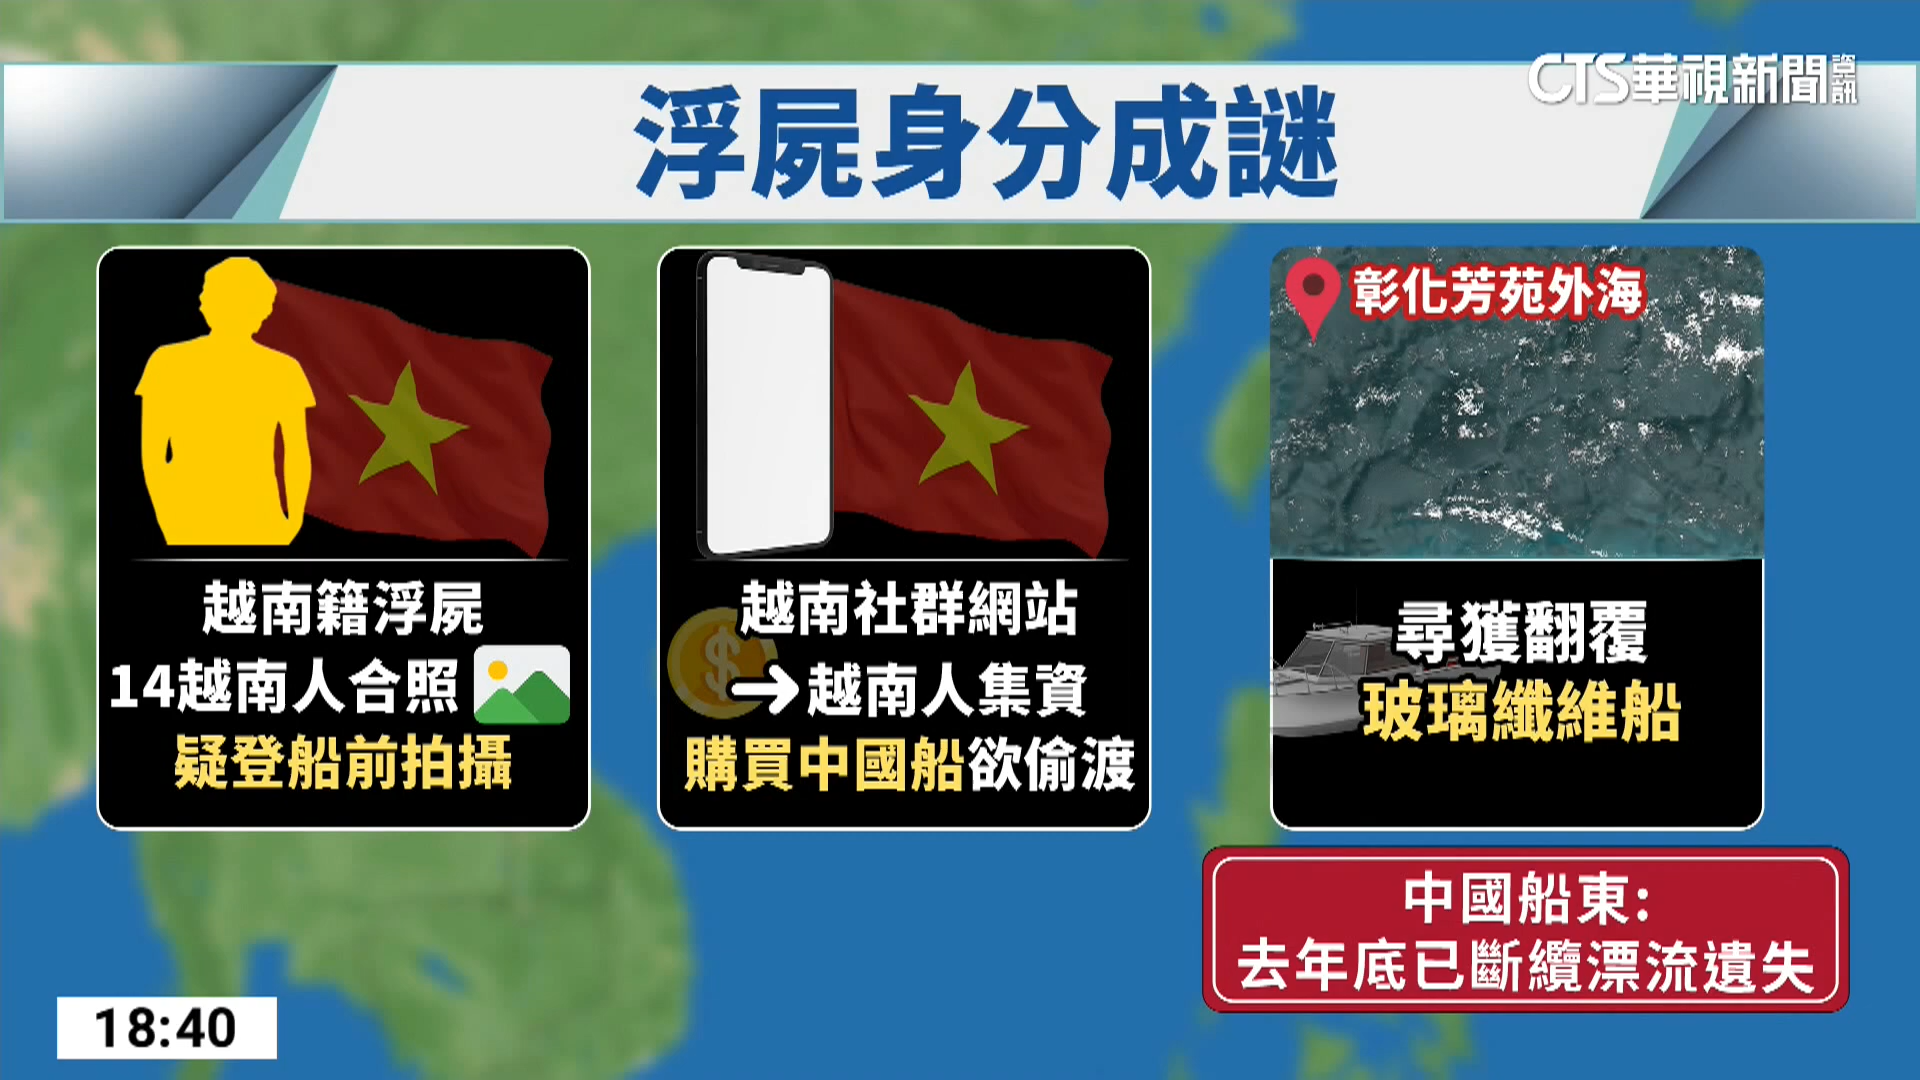 CTS華視新聞資訊
浮屍身分成謎
越南籍浮屍
14越南人合照
疑登船前拍攝
越南社群網站
→越南人集資
購買中國船欲偷渡
彰化芳苑外海
尋獲翻覆
玻璃纖維船
中國船東:
去年底已斷纜漂流遺失
18:40